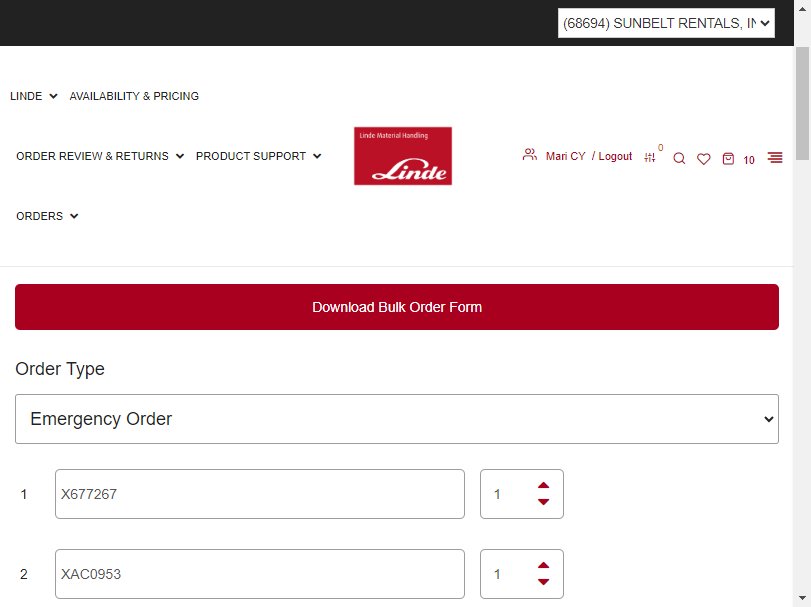 (68694) SUNBELT RENTALS, IN
LINDE AVAILABILITY & PRICING
ORDER REVIEW & RETURNS PRODUCT SUPPORT
ORDERS
Linde Material Handling
Linde
Mari CY / Logout 0 10
Download Bulk Order Form
Order Type
Emergency Order
1 X677267 1
2 XAC0953 1